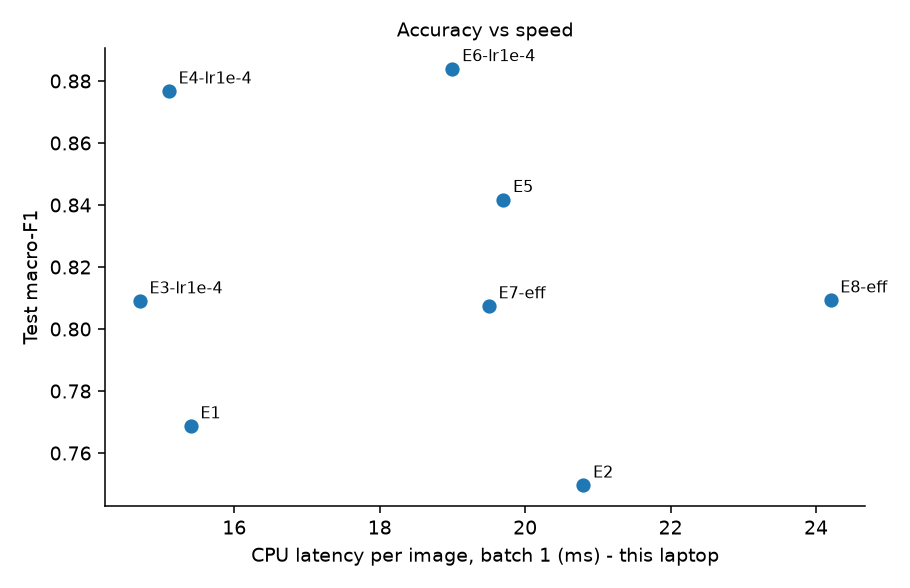 Accuracy vs speed
E6-lr1e-4
E4-lr1e-4
E5
E3-lr1e-4
E7-eff
E8-eff
E1
E2
0.88
0.86
0.84
0.82
0.80
0.78
0.76
Test macro-F1
16 18 20 22 24
CPU latency per image, batch 1 (ms) - this laptop